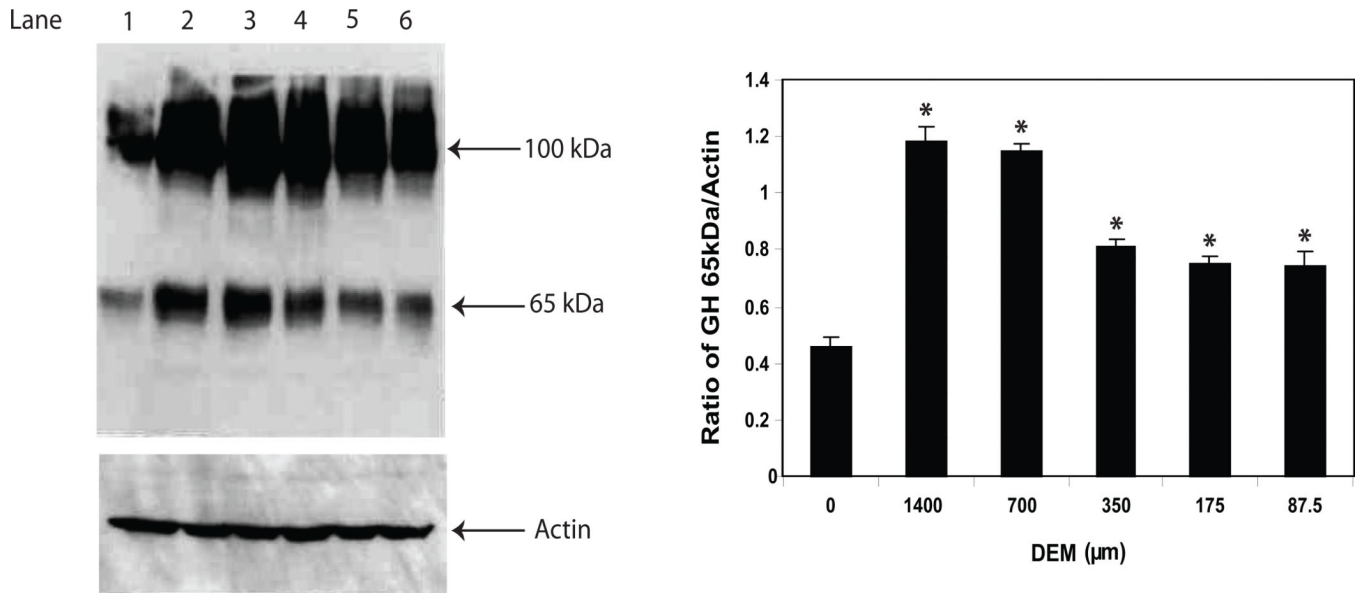 Lane 1 2 3 4 5 6
100 kDa
65 kDa
Actin
Ratio of GH 65kDa/Actin
1.4
1.2
1
0.8
0.6
0.4
0.2
0
* * * * *
0 1400 700 350 175 87.5
DEM (µm)